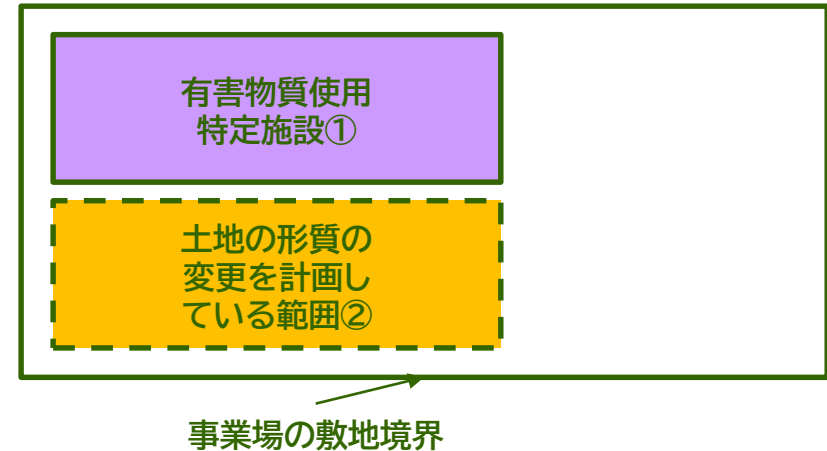 有害物質使用
特定施設①
土地の形質の
変更を計画し
ている範囲②
事業場の敷地境界